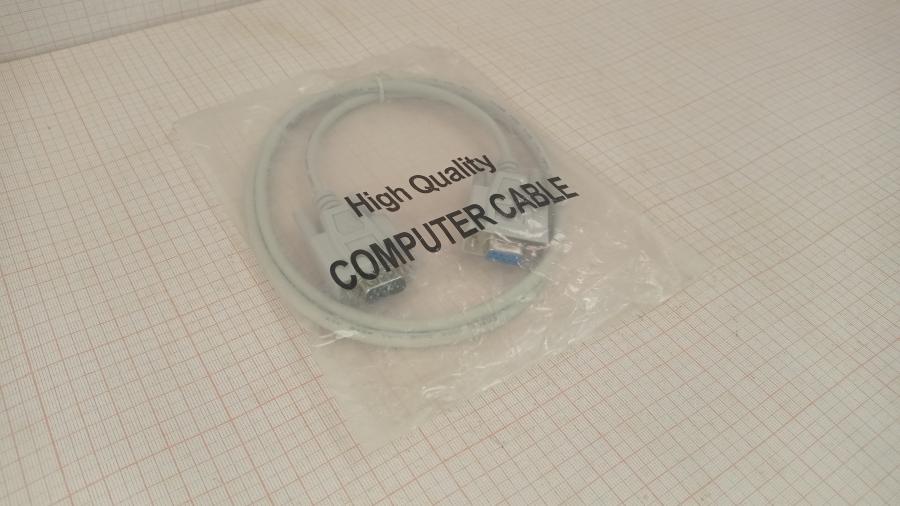 High Quality
COMPUTER CABLE